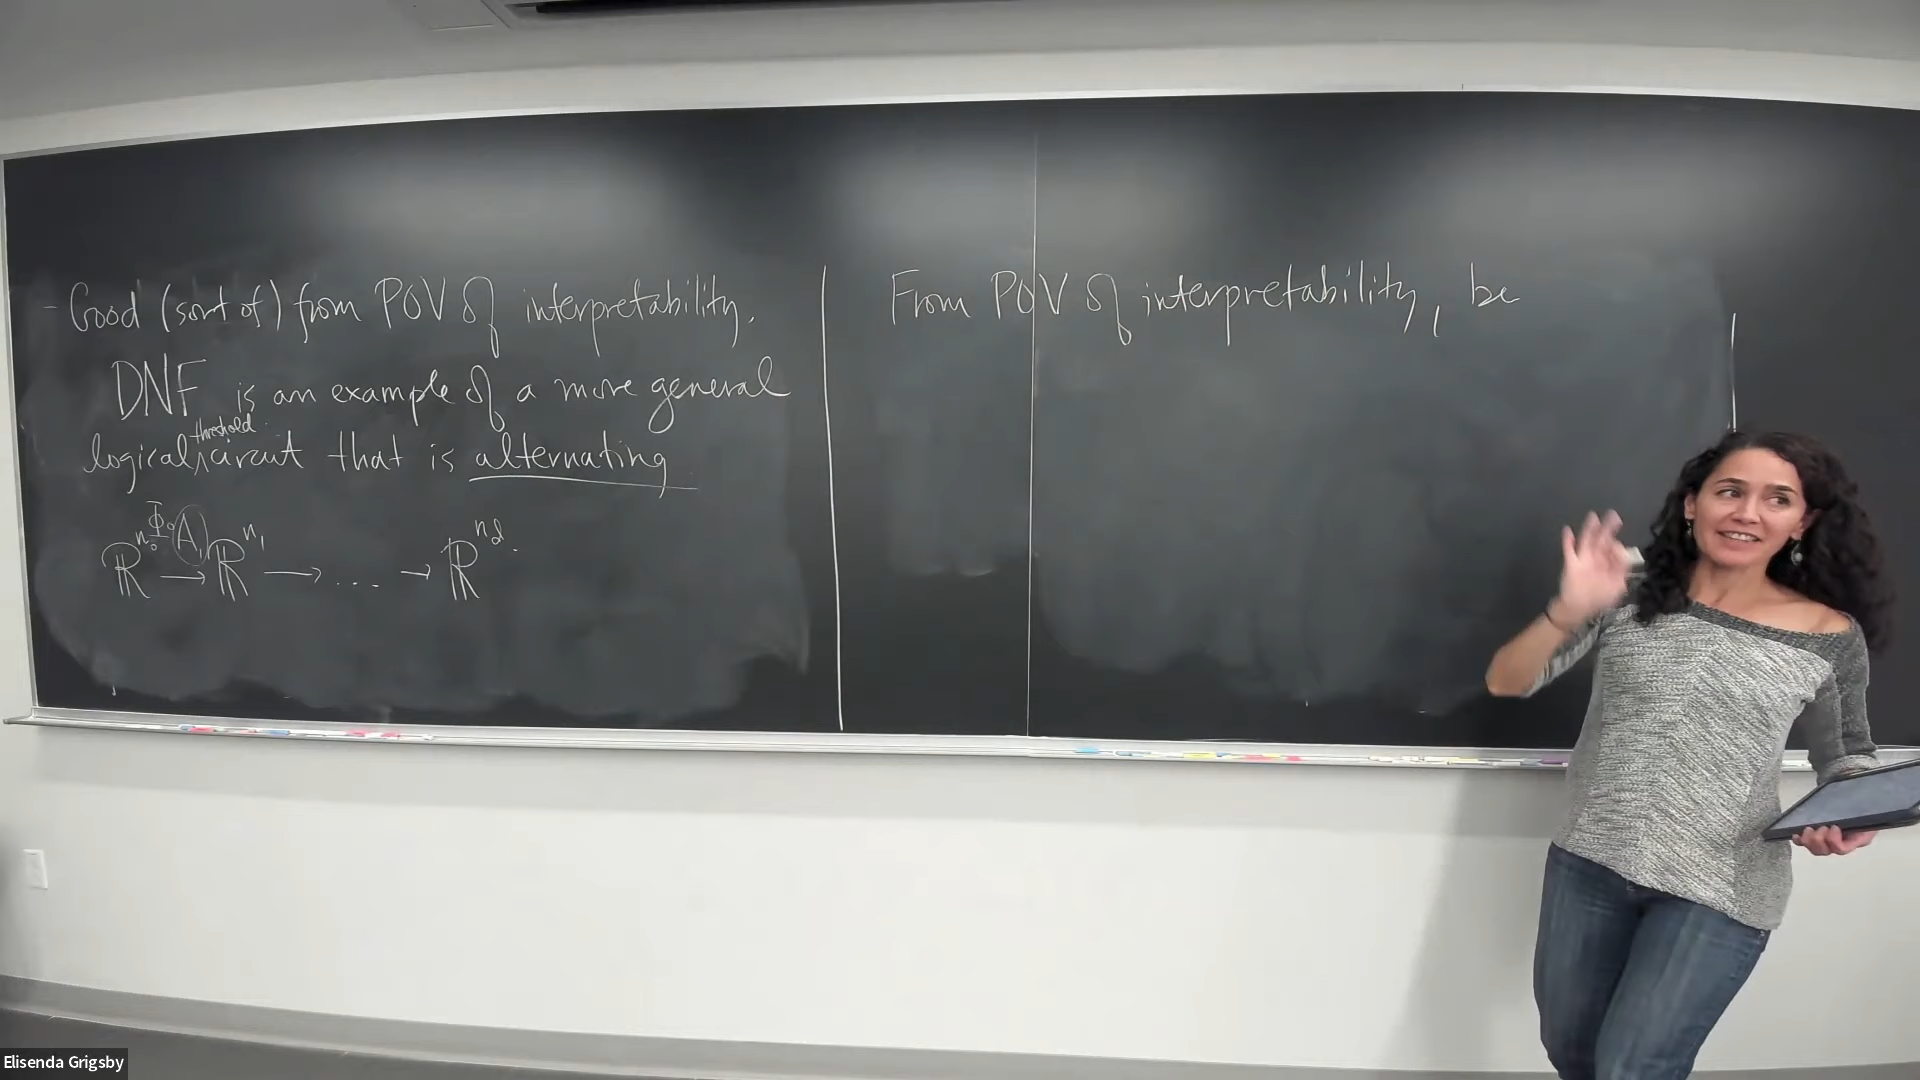 - Good (sort of) from POV of interpretability.
DNF is an example of a more general
threshold
logical, circuit that is alternating
Φ∘A₁
ℝ^n₀ → ℝ^n₁ → ... → ℝ^n_d.
From POV of interpretability, be
Elisenda Grigsby